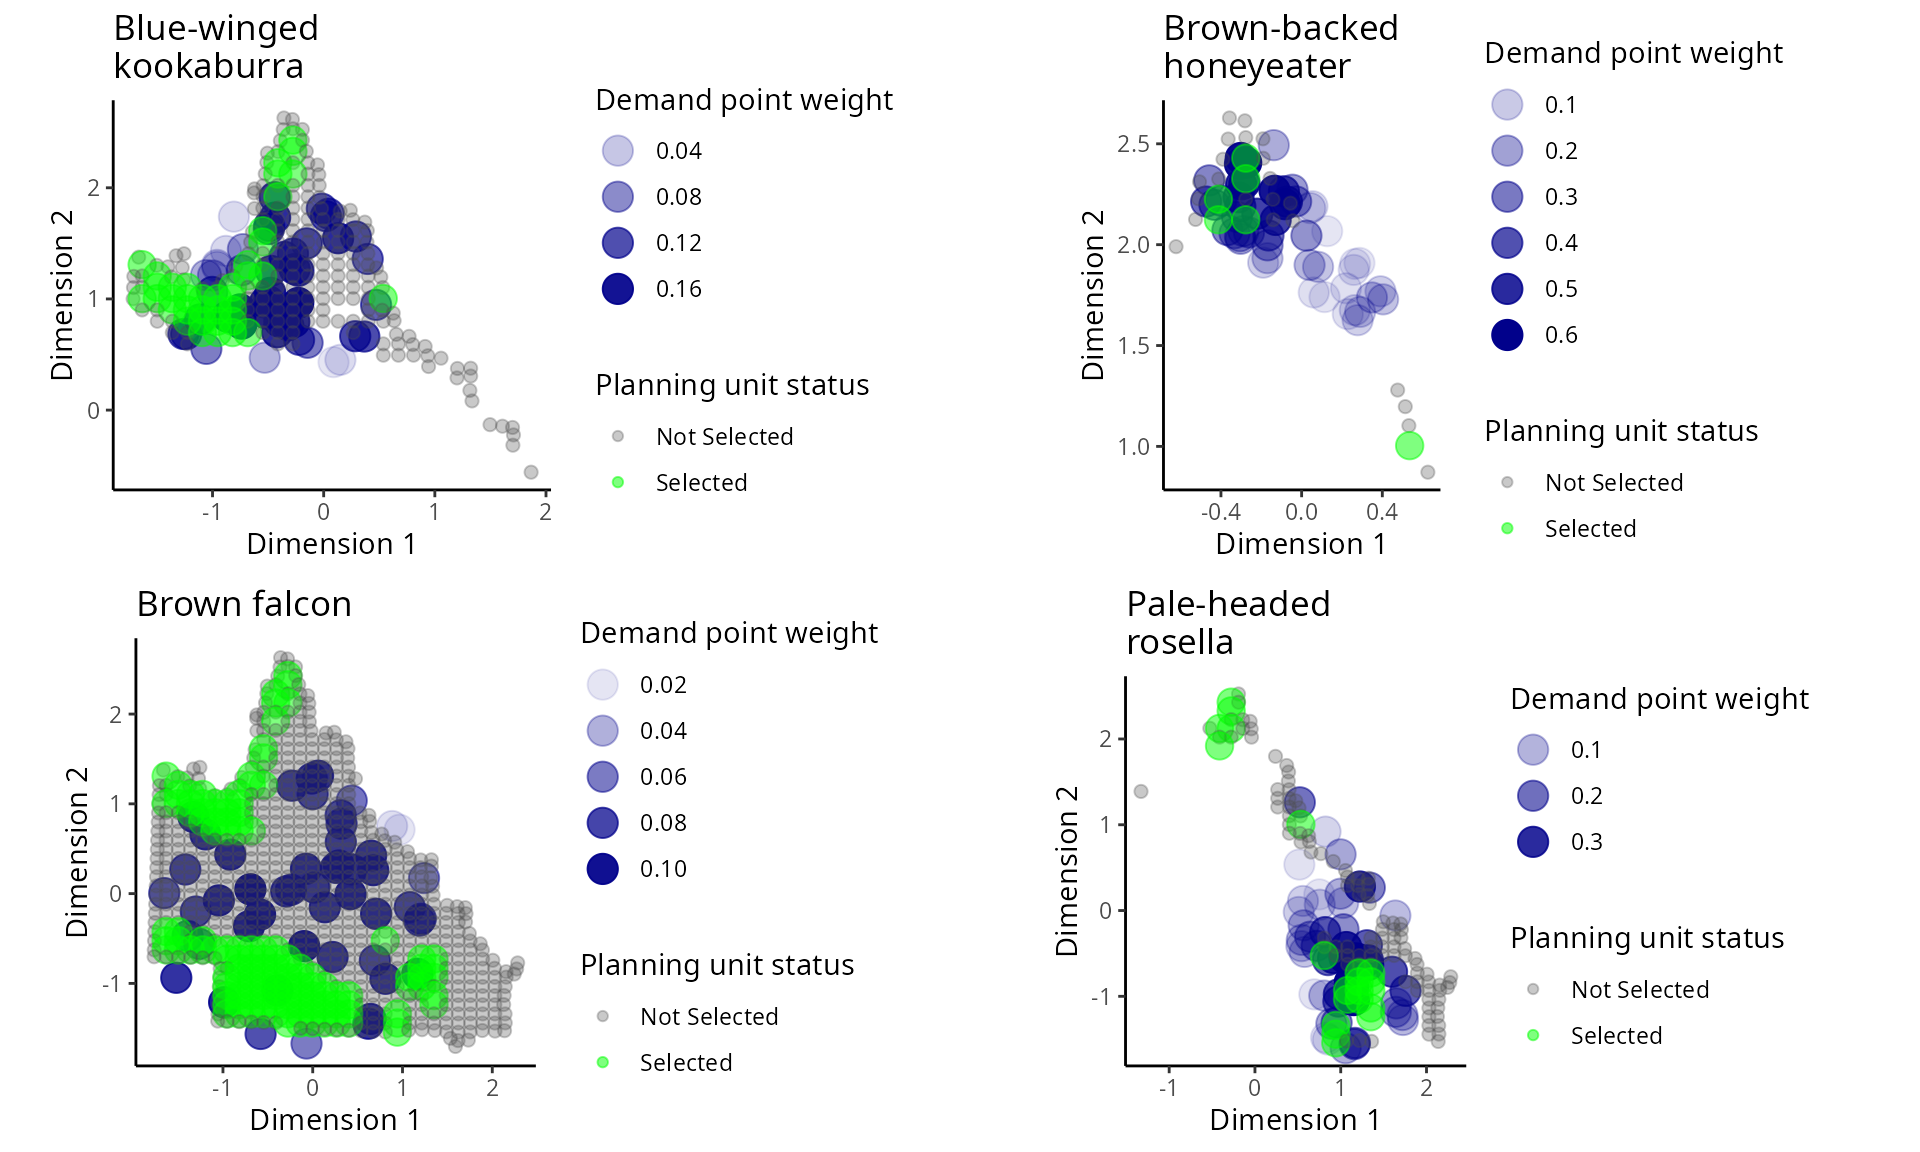 Blue-winged
kookaburra
Dimension 2
2
1
0
-1
0
1
2
Dimension 1
Demand point weight
0.04
0.08
0.12
0.16
Planning unit status
Not Selected
Selected
Brown-backed
honeyeater
Dimension 2
2.5
2.0
1.5
1.0
-0.4
0.0
0.4
Dimension 1
Demand point weight
0.1
0.2
0.3
0.4
0.5
0.6
Planning unit status
Not Selected
Selected
Brown falcon
Dimension 2
2
1
0
-1
-1
0
1
2
Dimension 1
Demand point weight
0.02
0.04
0.06
0.08
0.10
Planning unit status
Not Selected
Selected
Pale-headed
rosella
Dimension 2
2
1
0
-1
-1
0
1
2
Dimension 1
Demand point weight
0.1
0.2
0.3
Planning unit status
Not Selected
Selected